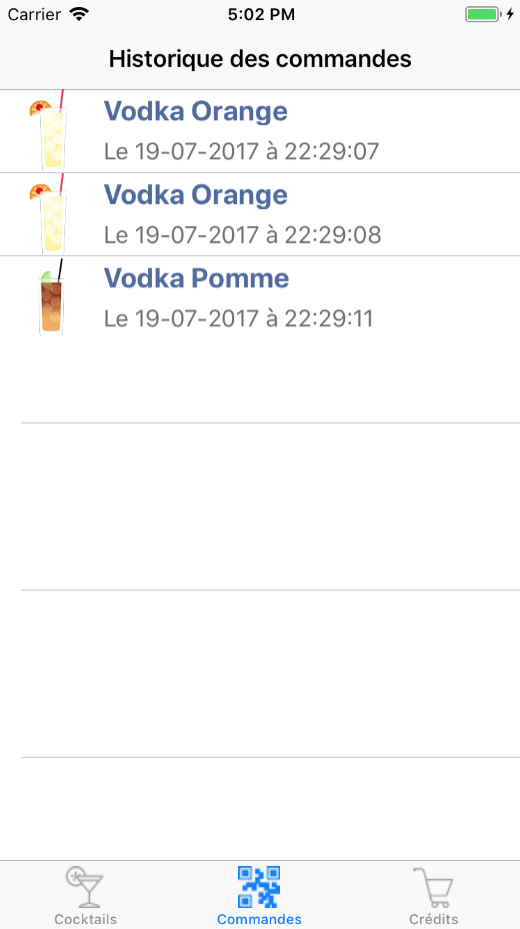 Carrier 5:02 PM
Historique des commandes
Vodka Orange
Le 19-07-2017 à 22:29:07
Vodka Orange
Le 19-07-2017 à 22:29:08
Vodka Pomme
Le 19-07-2017 à 22:29:11
Cocktails Commandes Crédits